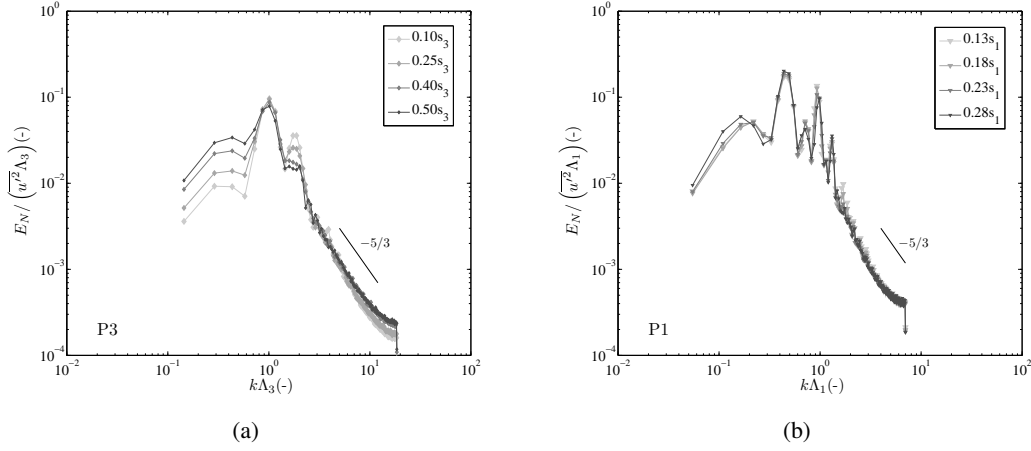 10^0
10^-1
10^-2
10^-3
10^-4
E_N / (\overline{u'^2} Λ_3) (-)
0.10s_3
0.25s_3
0.40s_3
0.50s_3
−5/3
P3
10^-2
10^-1
10^0
10^1
10^2
kΛ_3(-)
(a)
10^0
10^-1
10^-2
10^-3
10^-4
E_N / (\overline{u'^2} Λ_1) (-)
0.13s_1
0.18s_1
0.23s_1
0.28s_1
−5/3
P1
10^-2
10^-1
10^0
10^1
10^2
kΛ_1(-)
(b)